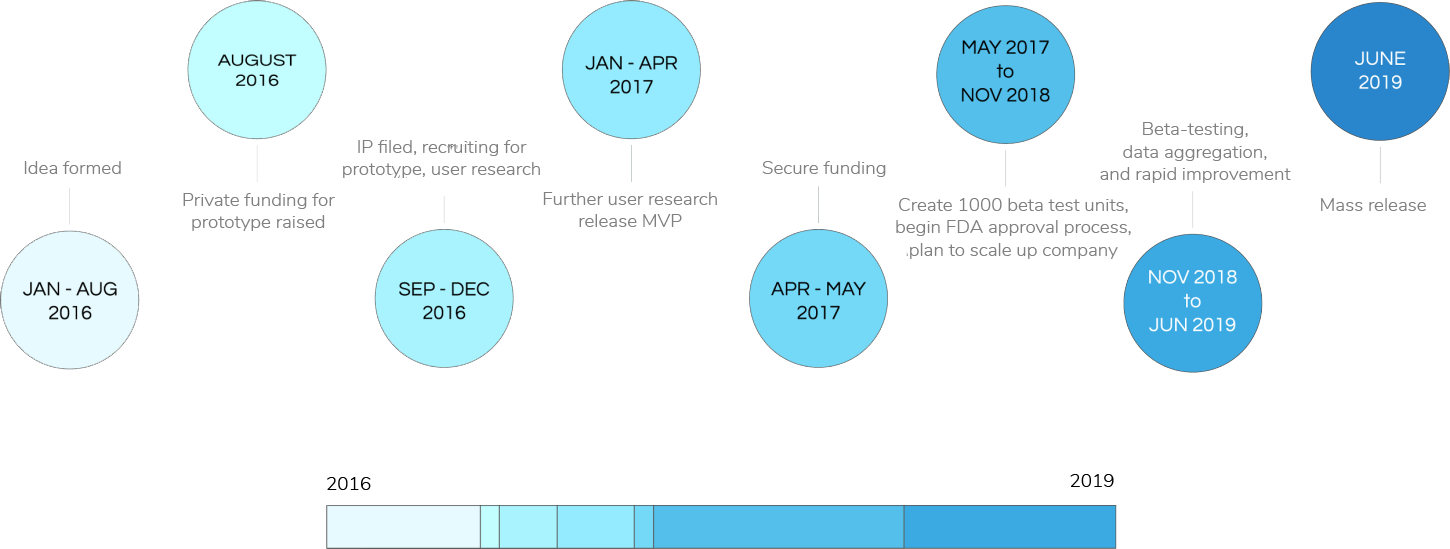 Idea formed
JAN - AUG
2016
AUGUST
2016
Private funding for
prototype raised
IP filed, recruiting for
prototype, user research
SEP - DEC
2016
JAN - APR
2017
Further user research
release MVP
Secure funding
APR - MAY
2017
MAY 2017
to
NOV 2018
Create 1000 beta test units,
begin FDA approval process,
plan to scale up company
Beta-testing,
data aggregation,
and rapid improvement
NOV 2018
to
JUN 2019
JUNE
2019
Mass release
2016
2019